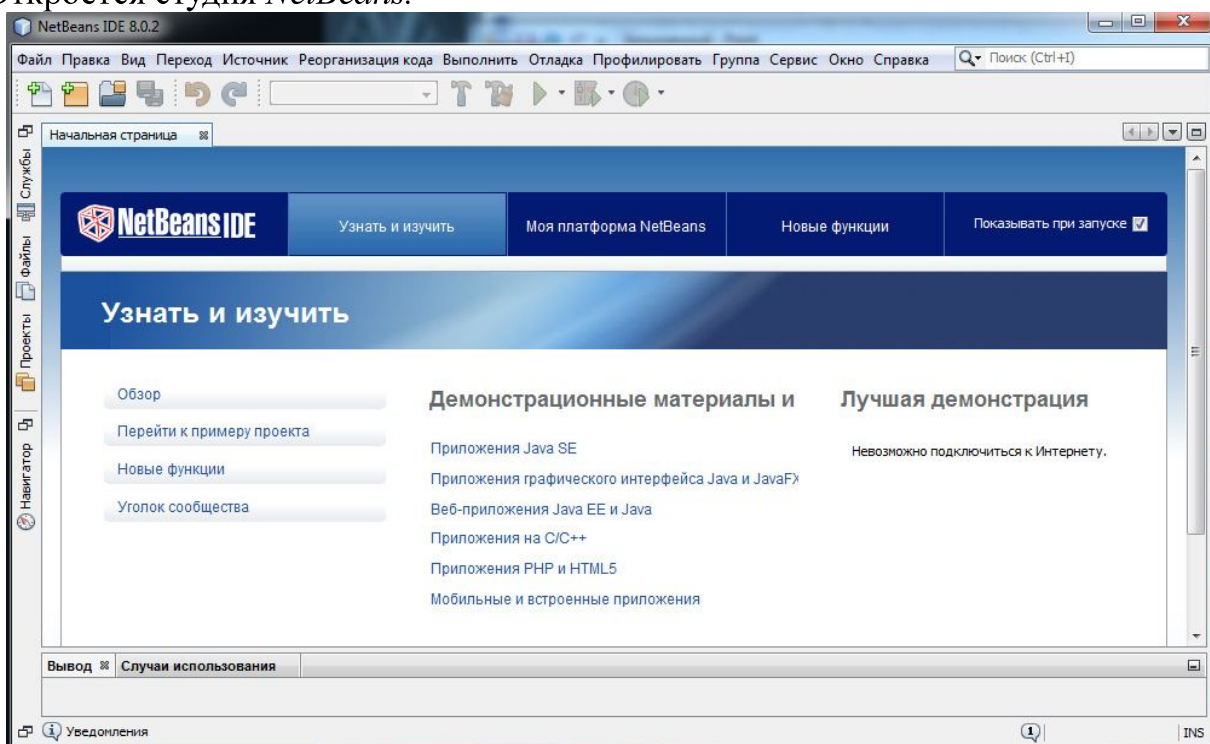 Откроется студия NetBeans.
NetBeans IDE 8.0.2
Файл Правка Вид Переход Источник Реорганизация кода Выполнить Отладка Профилировать Группа Сервис Окно Справка
Поиск (Ctrl+I)
Начальная страница
Службы
Файлы
Проекты
Навигатор
NetBeans IDE
Узнать и изучить
Моя платформа NetBeans
Новые функции
Показывать при запуске
Узнать и изучить
Обзор
Перейти к примеру проекта
Новые функции
Уголок сообщества
Демонстрационные материалы и
Приложения Java SE
Приложения графического интерфейса Java и JavaFX
Веб-приложения Java EE и Java
Приложения на C/C++
Приложения PHP и HTML5
Мобильные и встроенные приложения
Лучшая демонстрация
Невозможно подключиться к Интернету.
Вывод Случаи использования
Уведомления
1
INS